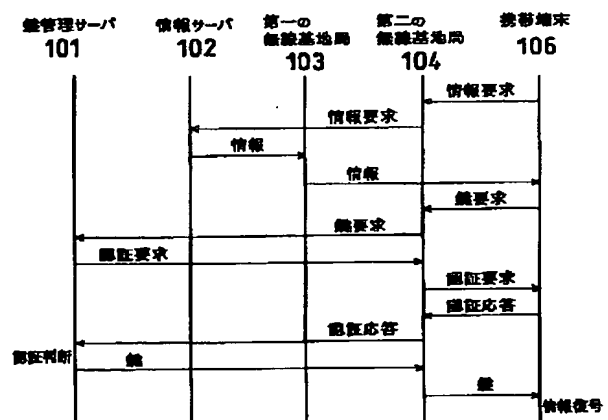 鍵管理サーバ
101
情報サーバ
102
第一の
無線基地局
103
第二の
無線基地局
104
携帯端末
106
情報要求
情報要求
情報
情報
鍵要求
鍵要求
認証要求
認証要求
認証応答
認証応答
認証判断
鍵
鍵
情報復号